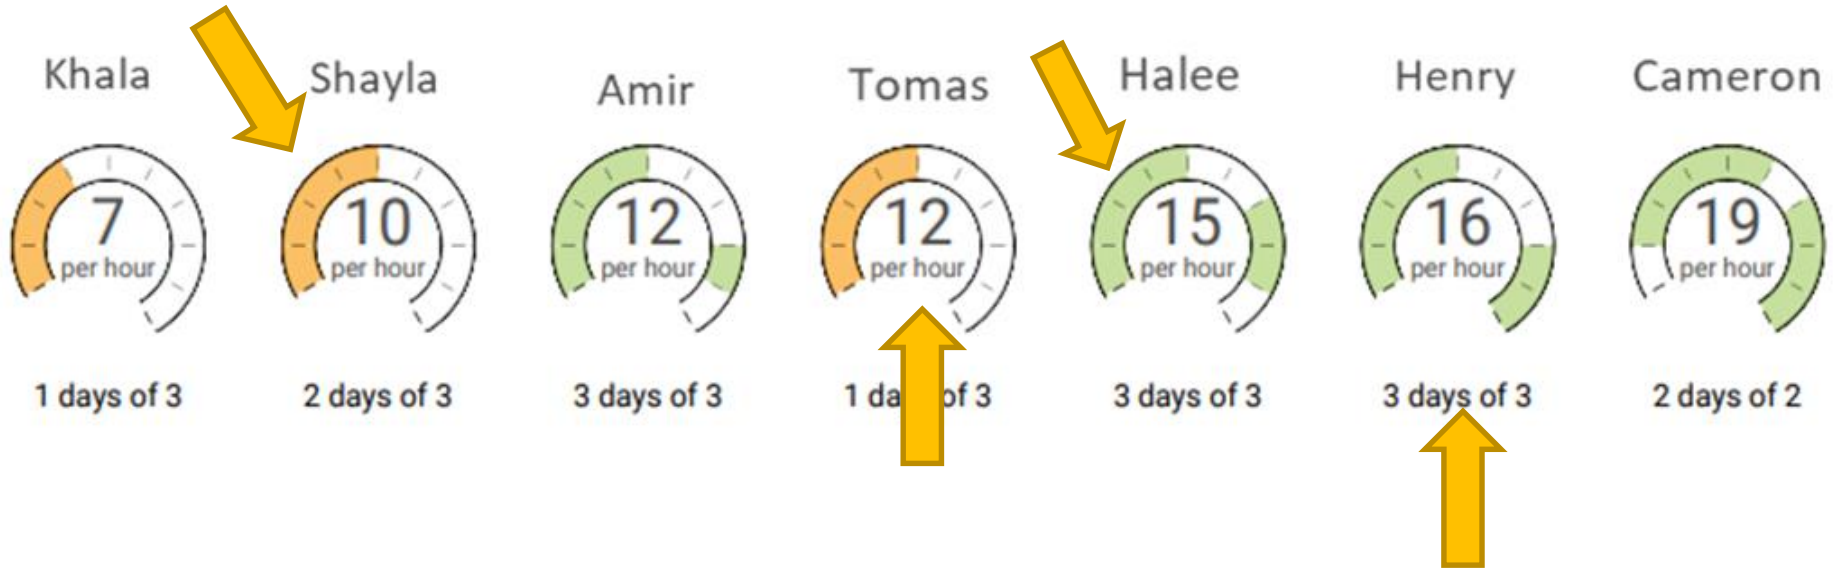 Khala Shayla Amir Tomas Halee Henry Cameron
7 10 12 12 15 16 19
per hour per hour per hour per hour per hour per hour per hour
1 days of 3 2 days of 3 3 days of 3 1 da of 3 3 days of 3 3 days of 3 2 days of 2